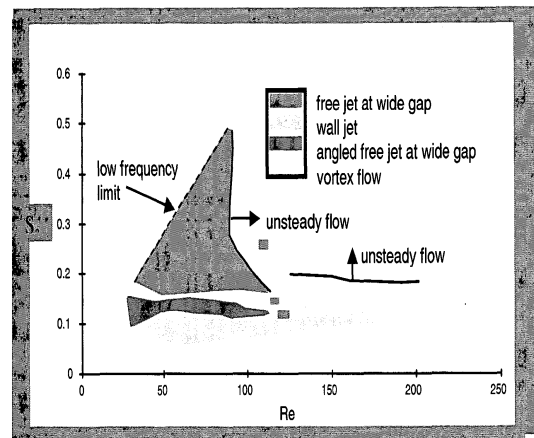 0.6
0.5
0.4
0.3
0.2
0.1
0
S
0
50
100
150
200
250
Re
free jet at wide gap
wall jet
angled free jet at wide gap
vortex flow
low frequency
limit
unsteady flow
unsteady flow